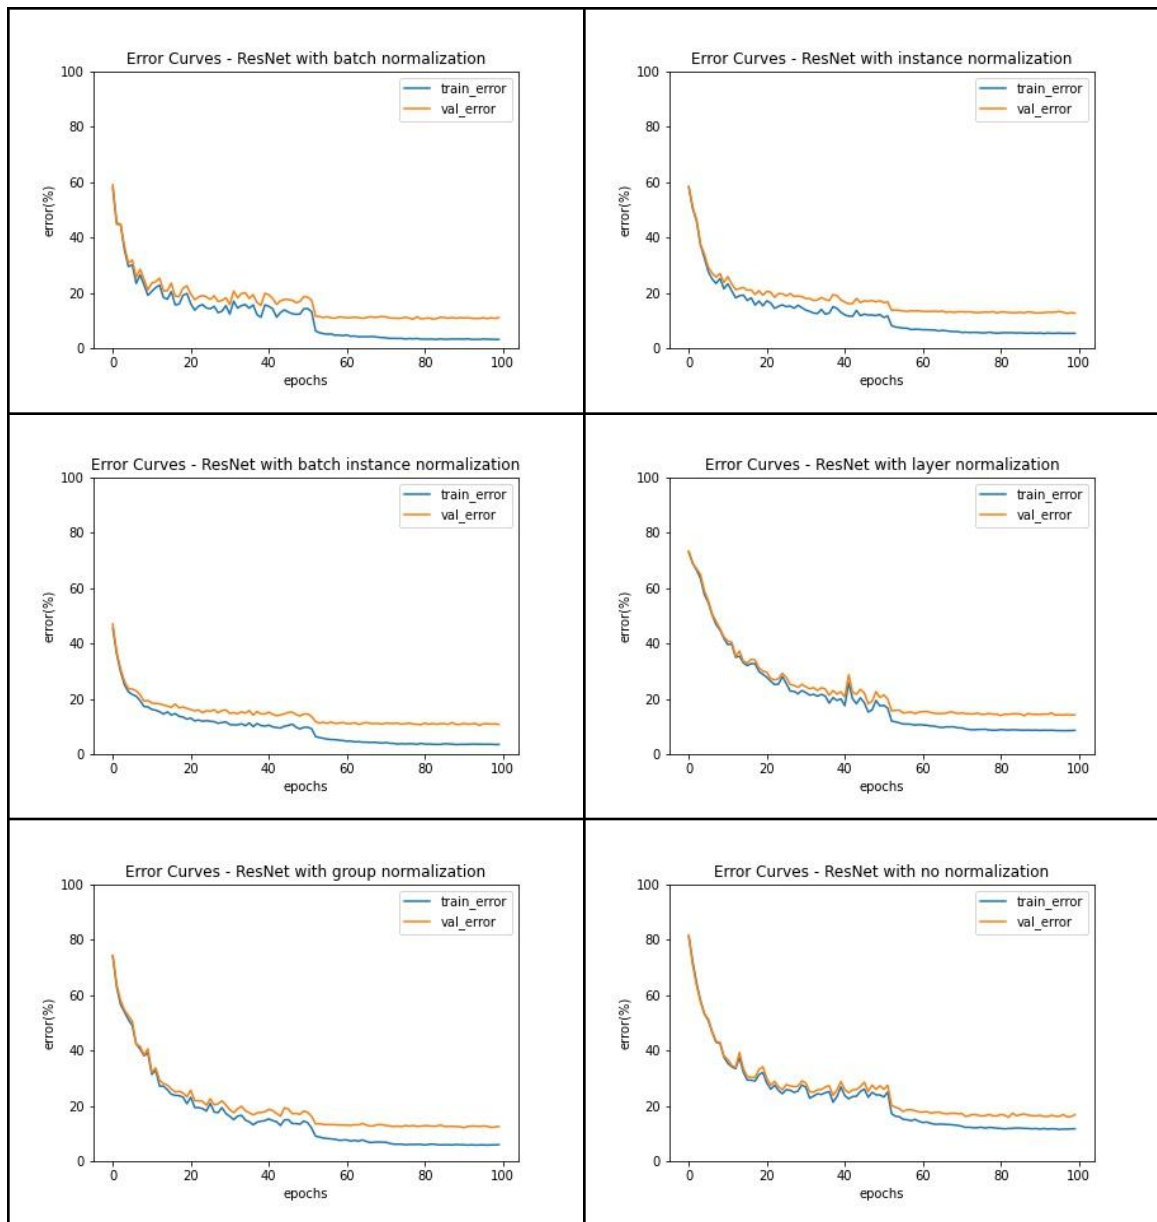 Error Curves - ResNet with batch normalization
train_error
val_error
error(%)
100
80
60
40
20
0
0 20 40 60 80 100
epochs
Error Curves - ResNet with instance normalization
train_error
val_error
error(%)
100
80
60
40
20
0
0 20 40 60 80 100
epochs
Error Curves - ResNet with batch instance normalization
train_error
val_error
error(%)
100
80
60
40
20
0
0 20 40 60 80 100
epochs
Error Curves - ResNet with layer normalization
train_error
val_error
error(%)
100
80
60
40
20
0
0 20 40 60 80 100
epochs
Error Curves - ResNet with group normalization
train_error
val_error
error(%)
100
80
60
40
20
0
0 20 40 60 80 100
epochs
Error Curves - ResNet with no normalization
train_error
val_error
error(%)
100
80
60
40
20
0
0 20 40 60 80 100
epochs